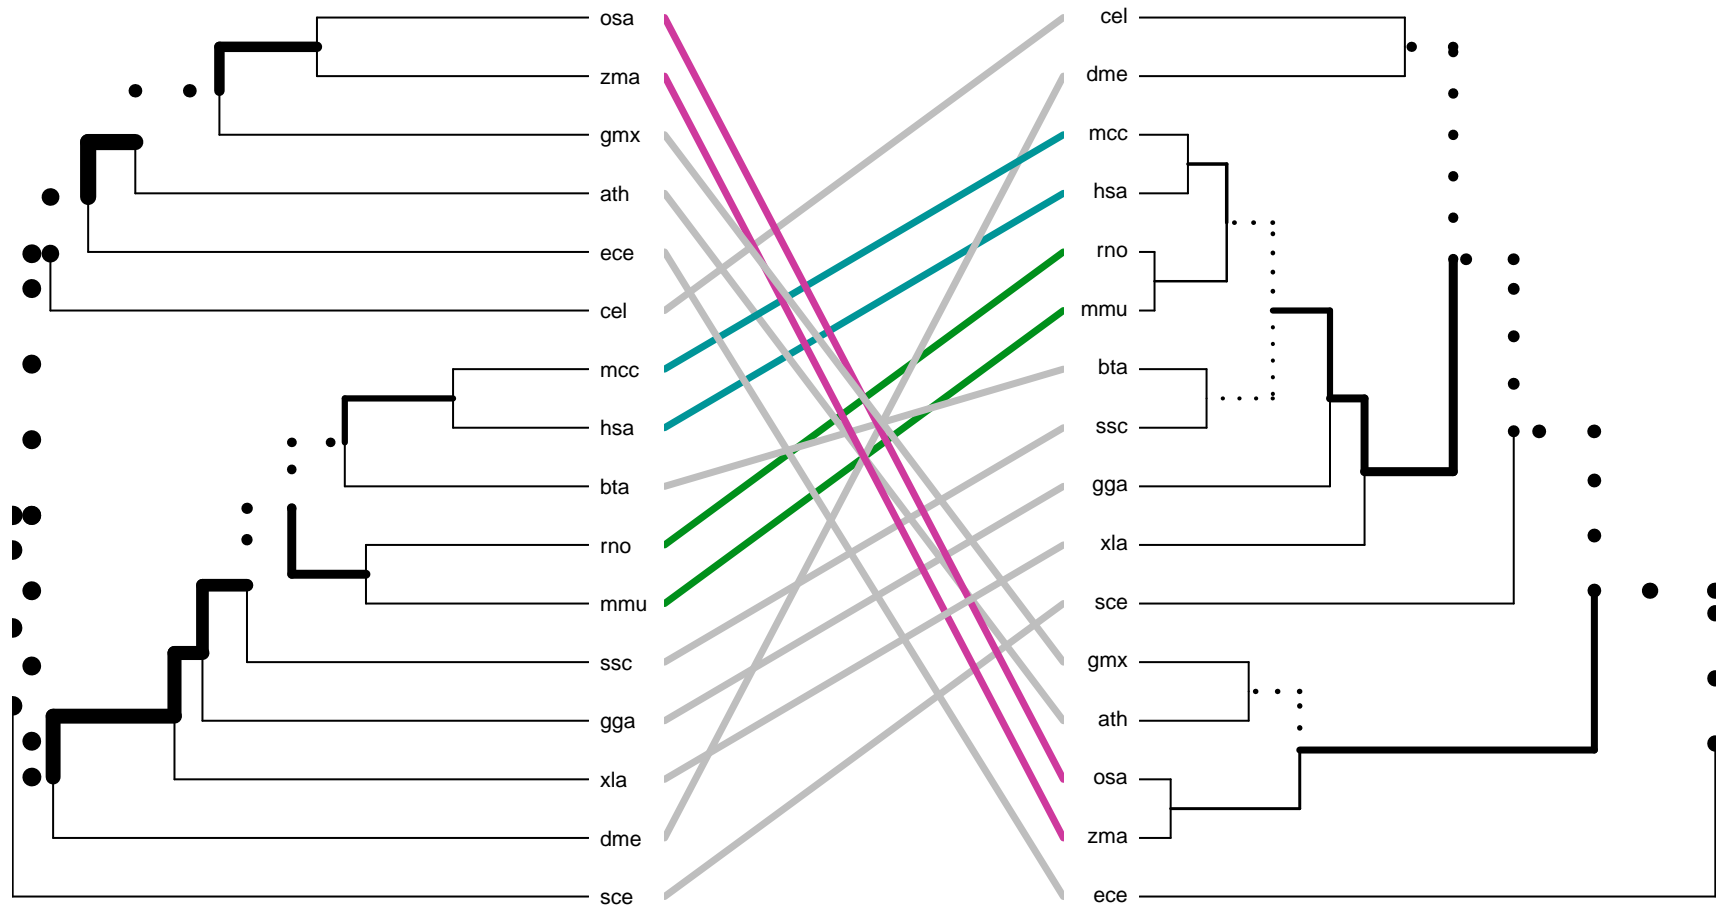 osa
zma
gmx
ath
ece
cel
mcc
hsa
bta
rno
mmu
ssc
gga
xla
dme
sce
cel
dme
mcc
hsa
rno
mmu
bta
ssc
gga
xla
sce
gmx
ath
osa
zma
ece